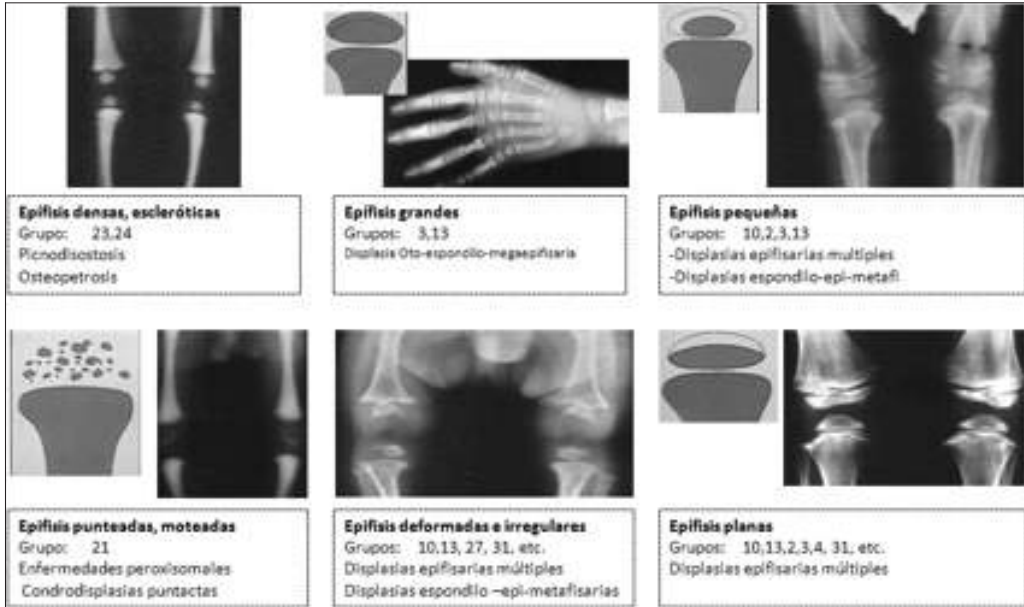 Epífisis densas, escleróticas
Grupo: 23,24
Picnodisostosis
Osteopetrosis
Epífisis grandes
Grupos: 3,13
Displasis Oto-espondilo-megaepifisaria
Epífisis pequeñas
Grupos: 10,2,3,13
-Displasias epifisarias multiples
-Displasias espondilo-epi-metafi
Epífisis punteadas, moteadas
Grupo: 21
Enfermedades peroxisomales
Condrodisplasias puntactas
Epífisis deformadas e irregulares
Grupos: 10,13, 27, 31, etc.
Displasias epifisarias múltiples
Displasias espondilo –epi-metafisarias
Epífisis planas
Grupos: 10,13,2,3,4, 31, etc.
Displasias epifisarias múltiples